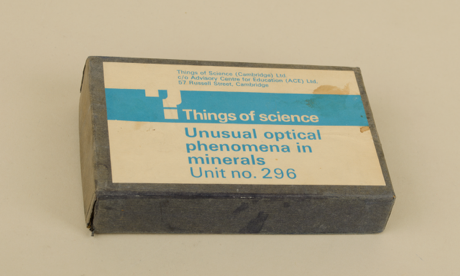 Things of Science (Cambridge) Ltd.
c/o Advisory Centre for Education (ACE) Ltd.
57 Russell Street, Cambridge
? Things of science
Unusual optical
phenomena in
minerals
Unit no. 296